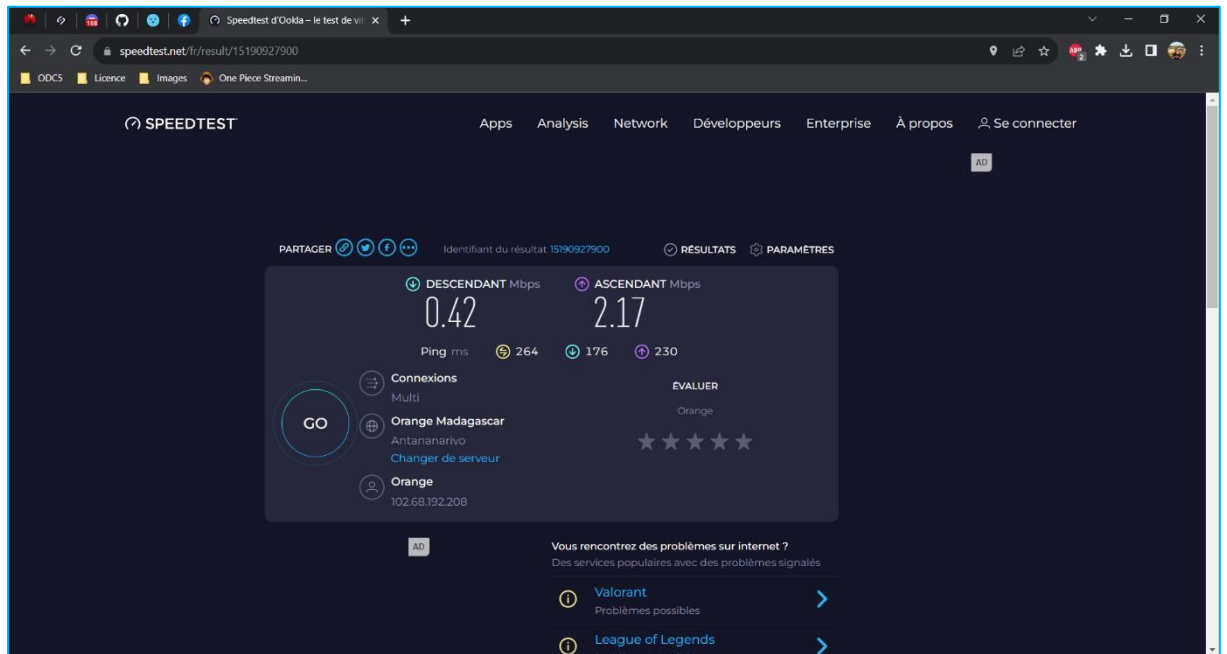 188
Speedtest d'Ookla – le test de vit
speedtest.net/fr/result/15190927900
ABP
2
ODC5 Licence Images One Piece Streamin...
SPEEDTEST
Apps Analysis Network Développeurs Enterprise À propos Se connecter
AD
PARTAGER Identifiant du résultat 15190927900 RÉSULTATS PARAMÈTRES
DESCENDANT Mbps ASCENDANT Mbps
0.42 2.17
Ping ms 264 176 230
GO
Connexions
Multi
Orange Madagascar
Antananarivo
Changer de serveur
Orange
102.68.192.208
ÉVALUER
Orange
AD
Vous rencontrez des problèmes sur internet ?
Des services populaires avec des problèmes signalés
Valorant
Problèmes possibles
League of Legends